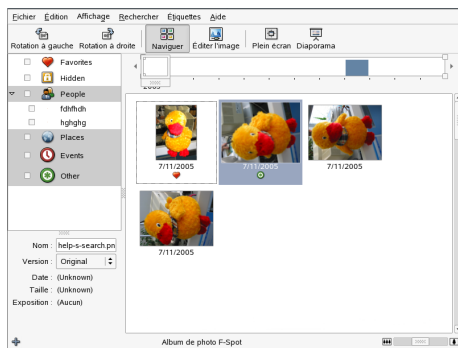 Fichier Édition Affichage Rechercher Étiquettes Aide
Rotation à gauche Rotation à droite Naviguer Éditer l'image Plein écran Diaporama
Favorites
Hidden
People
fdhfhdh
hghghg
Places
Events
Other
2005
7/11/2005
7/11/2005
7/11/2005
7/11/2005
Nom : help-s-search.pn
Version : Original
Date : (Unknown)
Taille : (Unknown)
Exposition : (Aucun)
Album de photo F-Spot